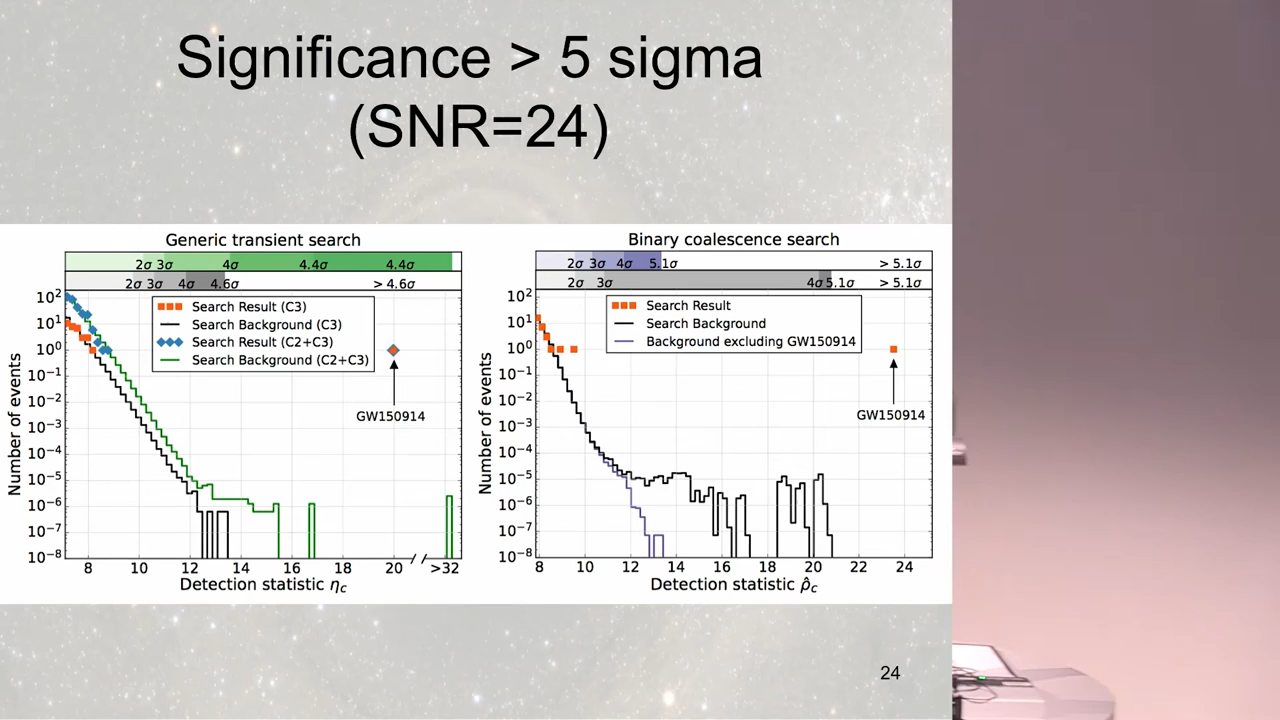 Significance > 5 sigma
(SNR=24)
Generic transient search
2σ 3σ 4σ 4.4σ 4.4σ
2σ 3σ 4σ 4.6σ > 4.6σ
Search Result (C3)
Search Background (C3)
Search Result (C2+C3)
Search Background (C2+C3)
GW150914
Number of events
10² 10¹ 10⁰ 10⁻¹ 10⁻² 10⁻³ 10⁻⁴ 10⁻⁵ 10⁻⁶ 10⁻⁷ 10⁻⁸
8 10 12 14 16 18 20 >32
Detection statistic η_c
Binary coalescence search
2σ 3σ 4σ 5.1σ > 5.1σ
2σ 3σ 4σ 5.1σ > 5.1σ
Search Result
Search Background
Background excluding GW150914
GW150914
Number of events
10² 10¹ 10⁰ 10⁻¹ 10⁻² 10⁻³ 10⁻⁴ 10⁻⁵ 10⁻⁶ 10⁻⁷ 10⁻⁸
8 10 12 14 16 18 20 22 24
Detection statistic ρ̂_c
24